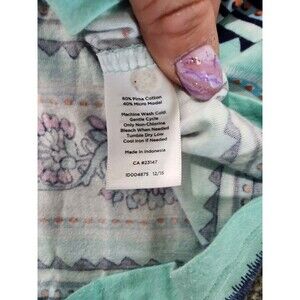 60% Pima Cotton
40% Micro Modal
Machine Wash Cold
Gentle Cycle
Only Non-Chlorine
Bleach When Needed
Tumble Dry Low
Cool Iron if Needed
Made in Indonesia
CA #23147
ID004875 12/15